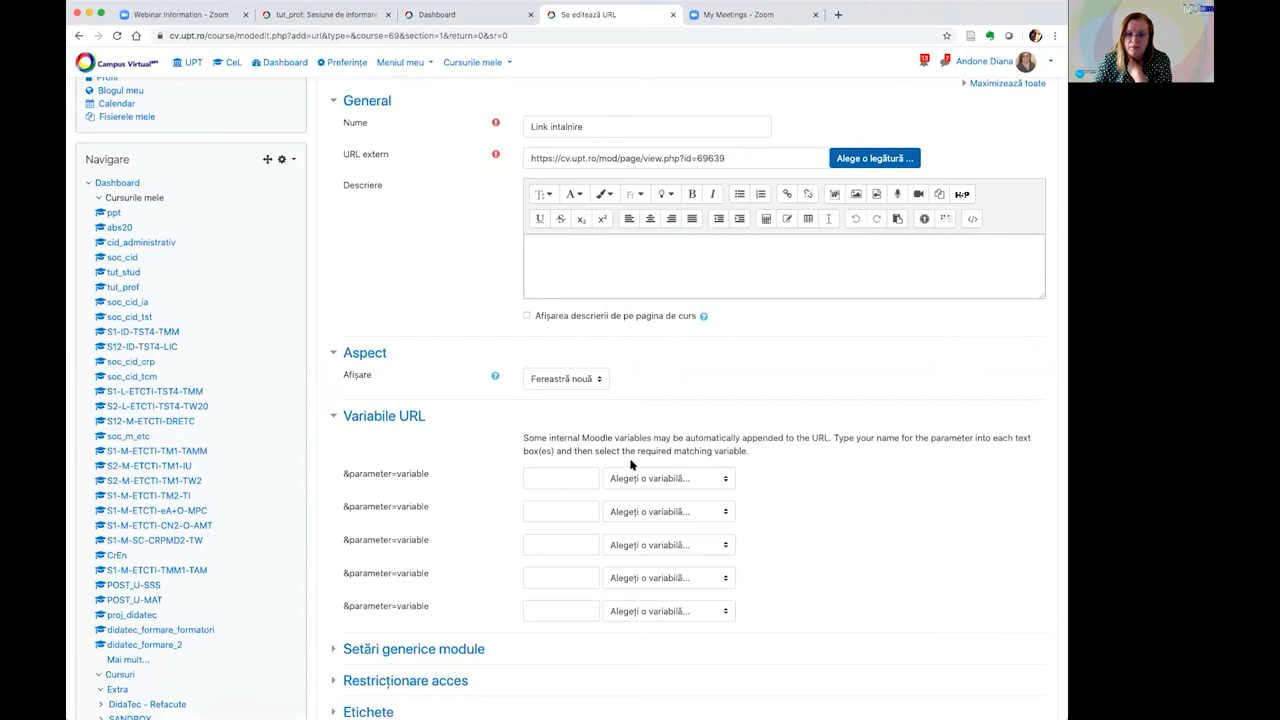 Webinar Information - Zoom
tut_prof: Sesiune de informare
Dashboard
Se editează URL
My Meetings - Zoom
cv.upt.ro/course/modedit.php?add=url&type=&course=69&section=1&return=0&sr=0
Campus Virtual UPT
UPT
CeL
Dashboard
Preferințe
Meniul meu
Cursurile mele
Andone Diana
Profil
Blogul meu
Calendar
Fisierele mele
Navigare
Dashboard
Cursurile mele
ppt
abs20
cid_administrativ
soc_cid
tut_stud
tut_prof
soc_cid_ia
soc_cid_tst
S1-ID-TST4-TMM
S12-ID-TST4-LIC
soc_cid_crp
soc_cid_tcm
S1-L-ETCTI-TST4-TMM
S2-L-ETCTI-TST4-TW20
S12-M-ETCTI-DRETC
soc_m_etc
S1-M-ETCTI-TM1-TAMM
S2-M-ETCTI-TM1-IU
S2-M-ETCTI-TM1-TW2
S1-M-ETCTI-TM2-TI
S1-M-ETCTI-eA+O-MPC
S1-M-ETCTI-CN2-O-AMT
S1-M-SC-CRPMD2-TW
CrEn
S1-M-ETCTI-TMM1-TAM
POST_U-SSS
POST_U-MAT
proj_didatec
didatec_formare_formatori
didatec_formare_2
Mai mult...
Cursuri
Extra
DidaTec - Refacute
SANDBOX
Maximizează toate
General
Nume
Link intalnire
URL extern
https://cv.upt.ro/mod/page/view.php?id=69639
Alege o legătură ...
Descriere
Afișarea descrierii de pe pagina de curs
Aspect
Afișare
Fereastră nouă
Variabile URL
Some internal Moodle variables may be automatically appended to the URL. Type your name for the parameter into each text
box(es) and then select the required matching variable.
&parameter=variable
Alegeți o variabilă...
&parameter=variable
Alegeți o variabilă...
&parameter=variable
Alegeți o variabilă...
&parameter=variable
Alegeți o variabilă...
&parameter=variable
Alegeți o variabilă...
Setări generice module
Restricționare acces
Etichete